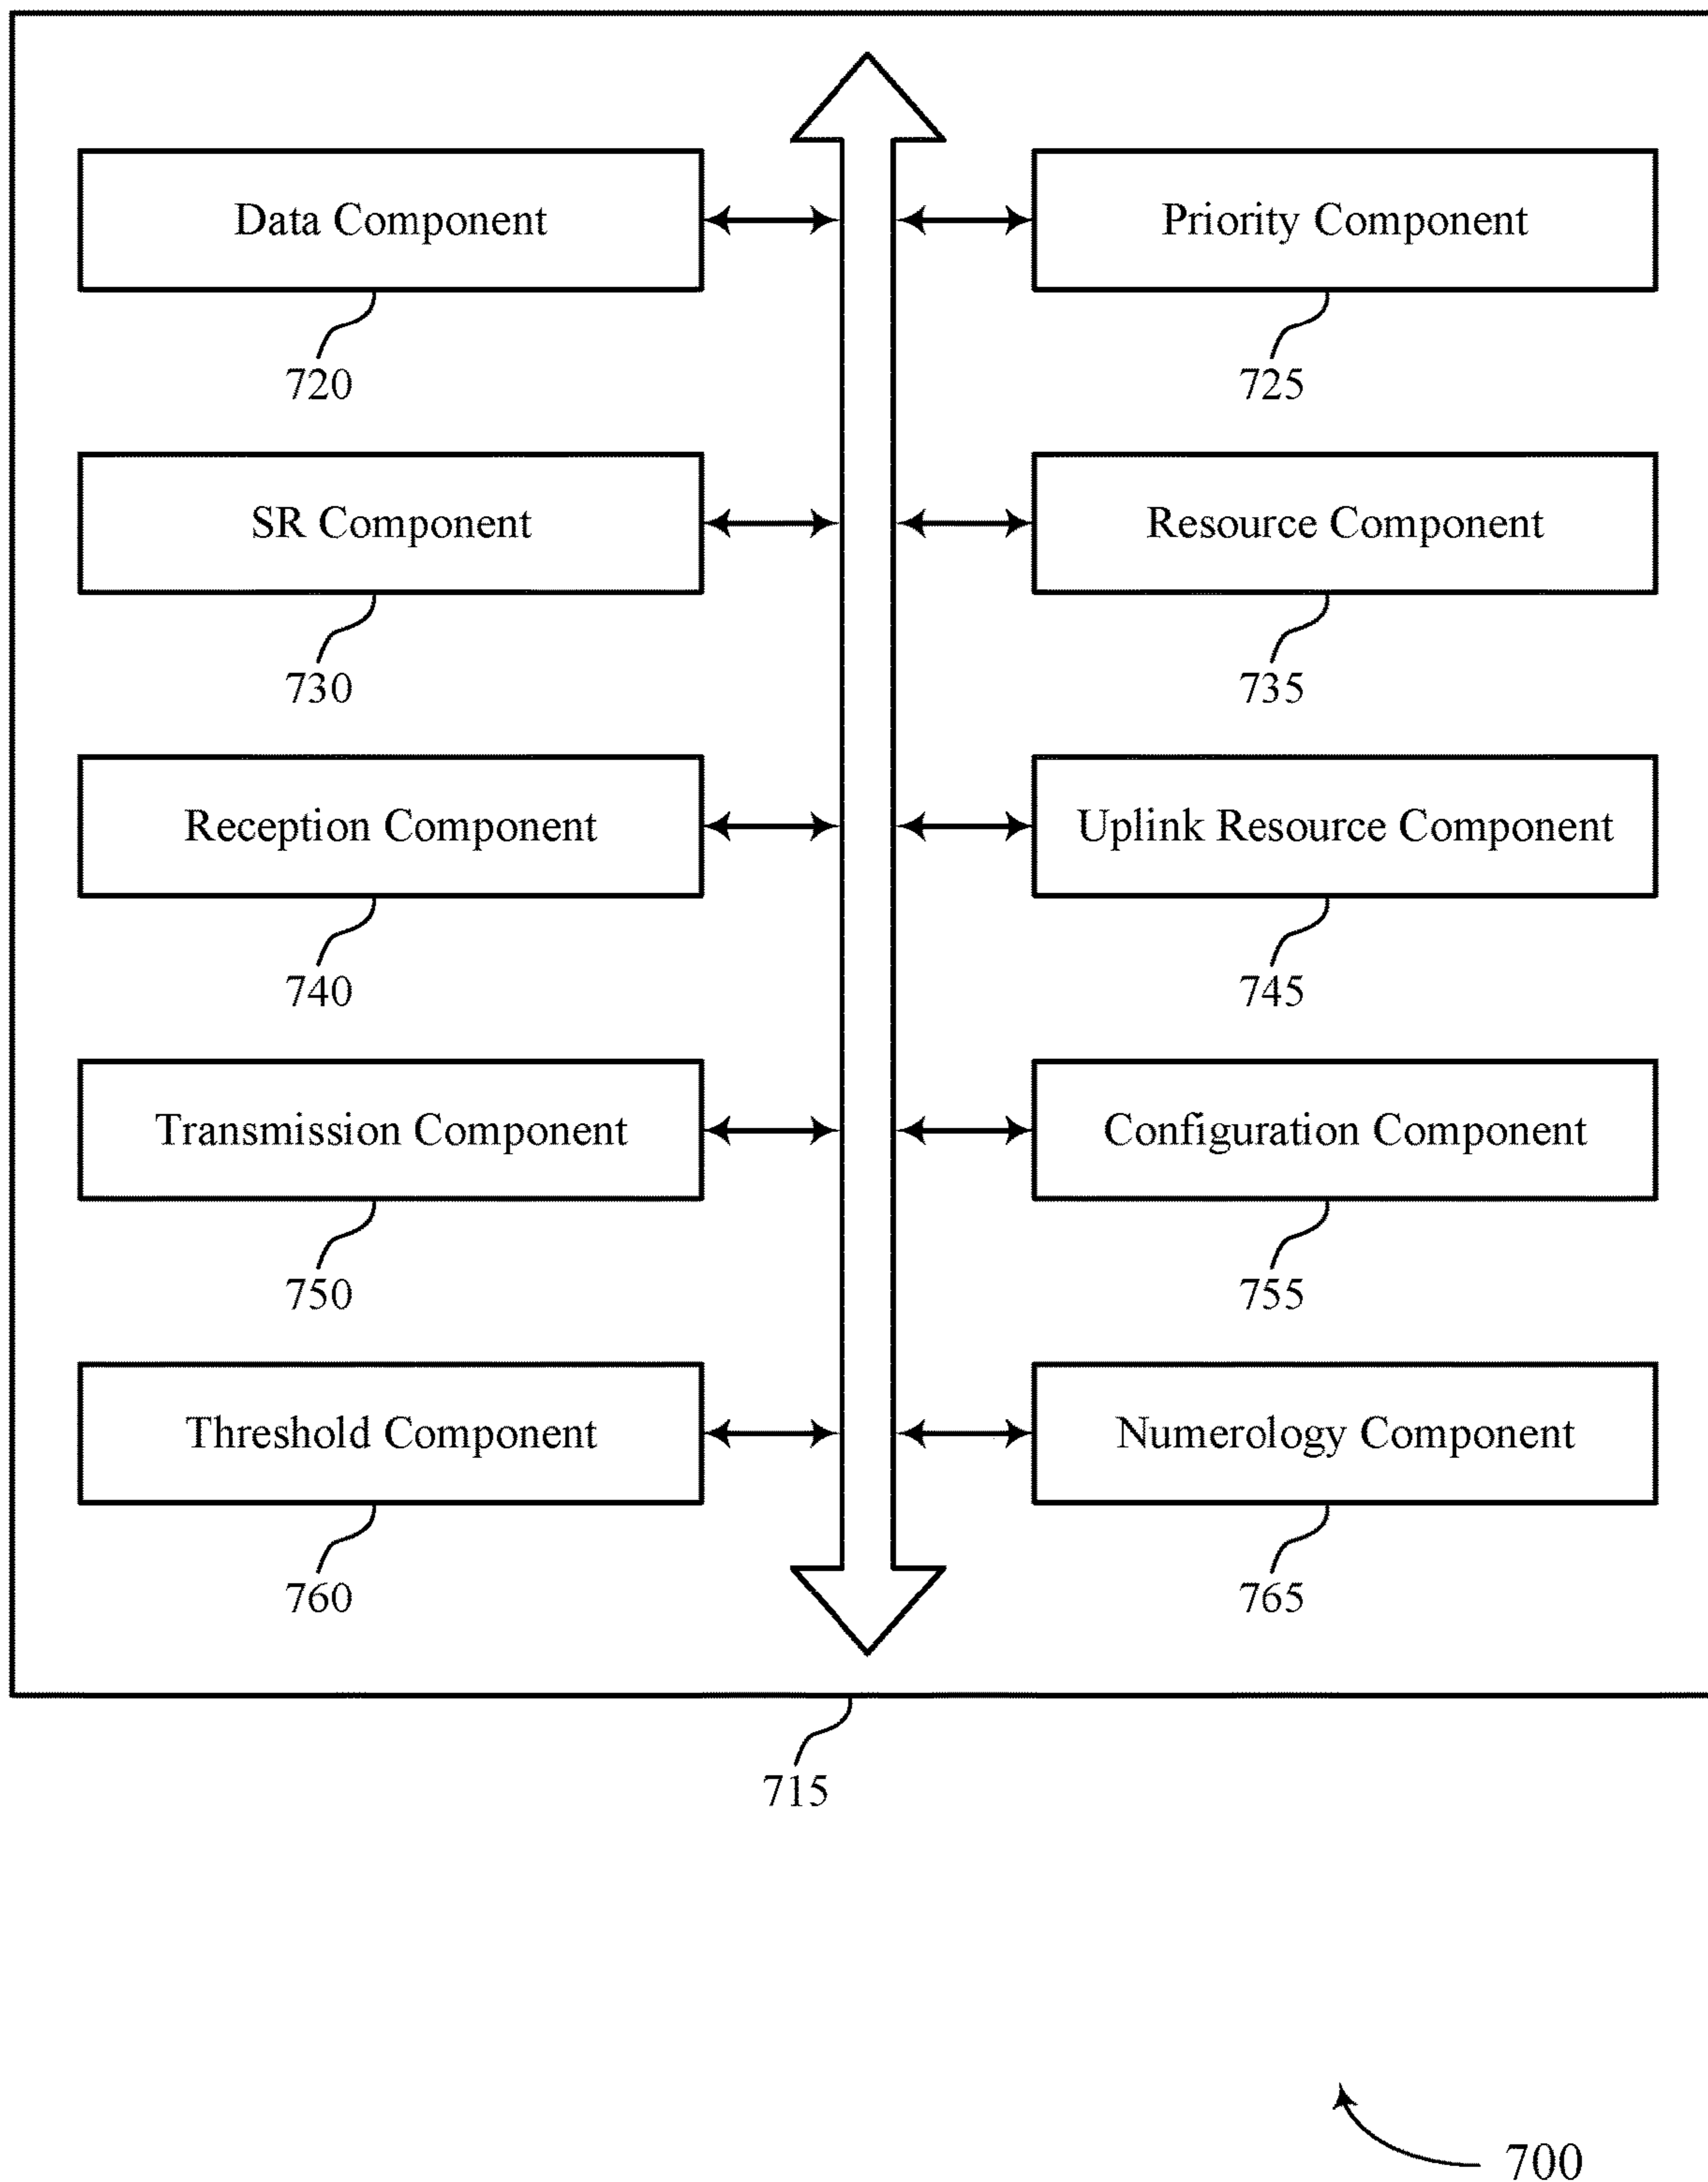 Data Component
Priority Component
720
725
SR Component
Resource Component
730
735
Reception Component
Uplink Resource Component
740
745
Transmission Component
Configuration Component
750
755
Threshold Component
Numerology Component
760
765
715
700